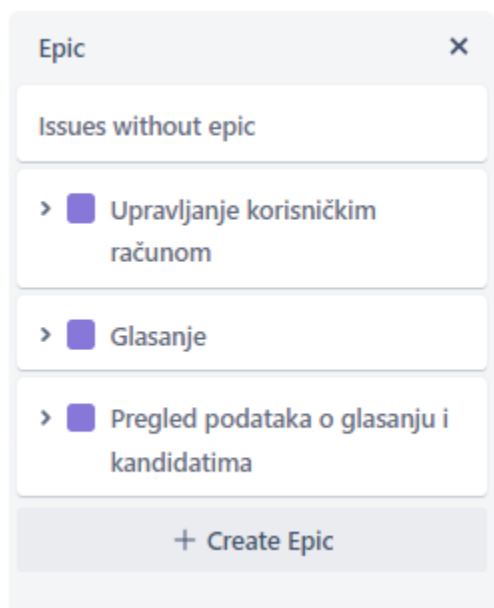 Epic
Issues without epic
Upravljanje korisničkim
računom
Glasanje
Pregled podataka o glasanju i
kandidatima
+ Create Epic